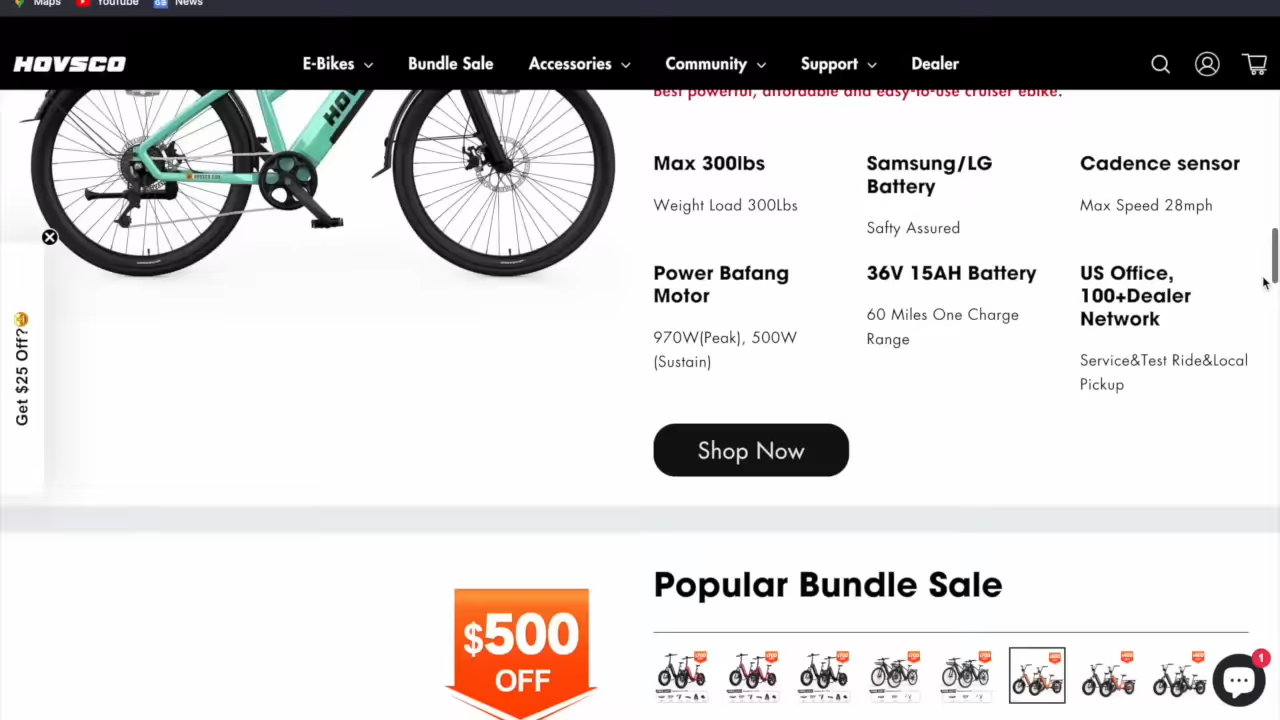 Maps YouTube News
HOVSCO E-Bikes Bundle Sale Accessories Community Support Dealer
Best powerful, affordable and easy-to-use cruiser ebike.
HOV
Max 300lbs
Weight Load 300Lbs
Samsung/LG
Battery
Safty Assured
Cadence sensor
Max Speed 28mph
Power Bafang
Motor
970W(Peak), 500W
(Sustain)
36V 15AH Battery
60 Miles One Charge
Range
US Office,
100+Dealer
Network
Service&Test Ride&Local
Pickup
Get $25 Off?
Shop Now
Popular Bundle Sale
$500
OFF
1